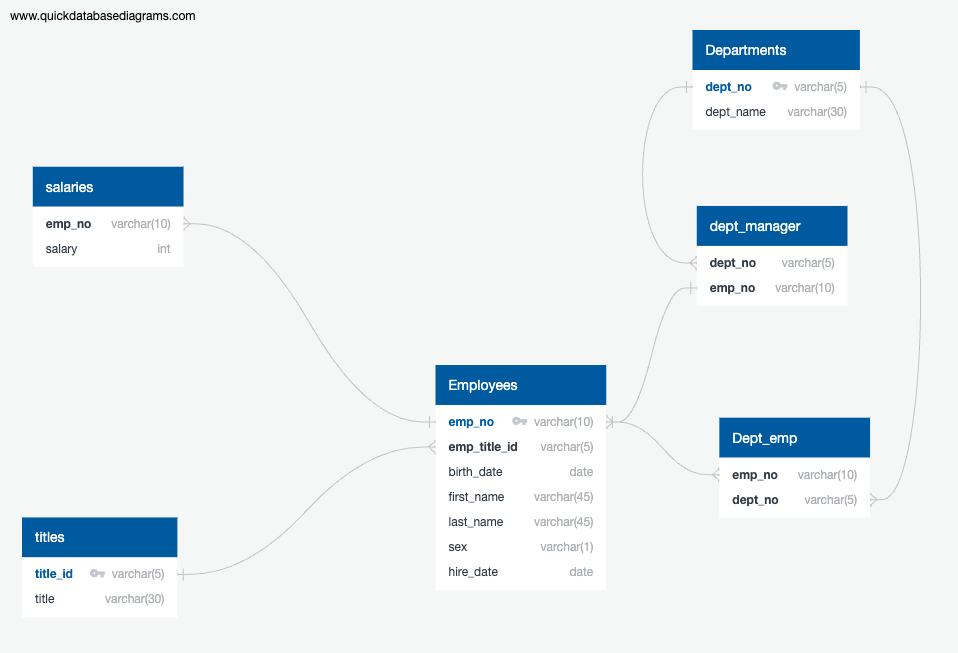 www.quickdatabasediagrams.com
Departments
dept_no varchar(5)
dept_name varchar(30)
salaries
emp_no varchar(10)
salary int
dept_manager
dept_no varchar(5)
emp_no varchar(10)
Employees
emp_no varchar(10)
emp_title_id varchar(5)
birth_date date
first_name varchar(45)
last_name varchar(45)
sex varchar(1)
hire_date date
Dept_emp
emp_no varchar(10)
dept_no varchar(5)
titles
title_id varchar(5)
title varchar(30)